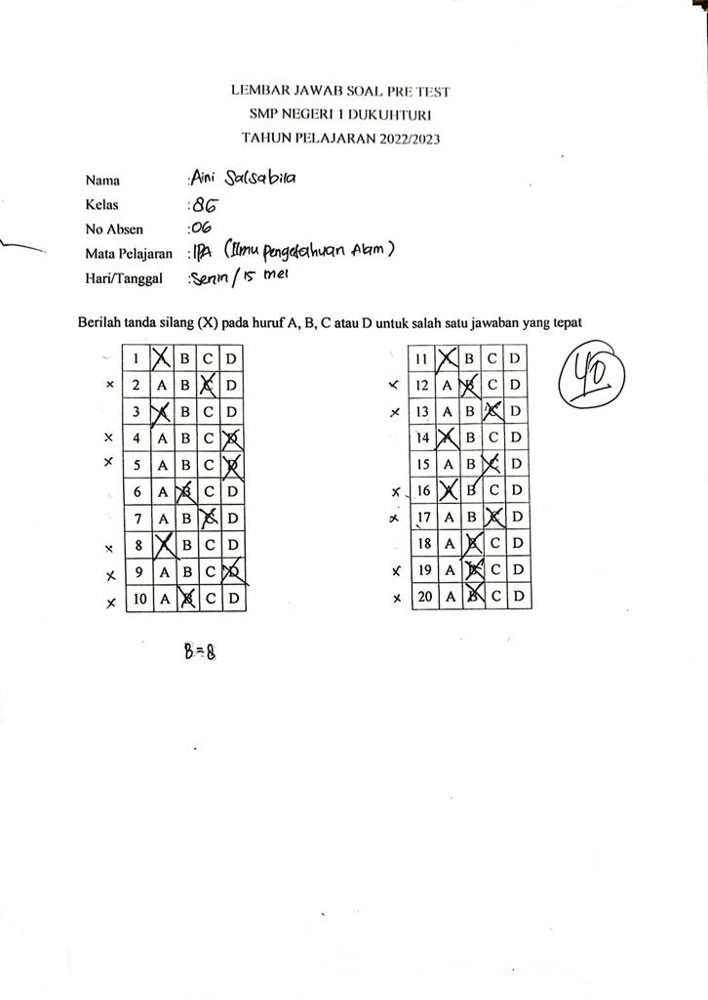 LEMBAR JAWAB SOAL PRE TEST
SMP NEGERI 1 DUKUHTURI
TAHUN PELAJARAN 2022/2023
Nama : Aini Salsabila
Kelas : 8G
No Absen : 06
Mata Pelajaran : IPA (Ilmu Pengetahuan Alam)
Hari/Tanggal : Senin / 15 mei
Berilah tanda silang (X) pada huruf A, B, C atau D untuk salah satu jawaban yang tepat
40
1 A B C D
x 2 A B C D
3 A B C D
x 4 A B C D
x 5 A B C D
6 A B C D
7 A B C D
x 8 A B C D
x 9 A B C D
x 10 A B C D
11 A B C D
x 12 A B C D
x 13 A B C D
14 A B C D
15 A B C D
x 16 A B C D
x 17 A B C D
18 A B C D
x 19 A B C D
x 20 A B C D
B = 8